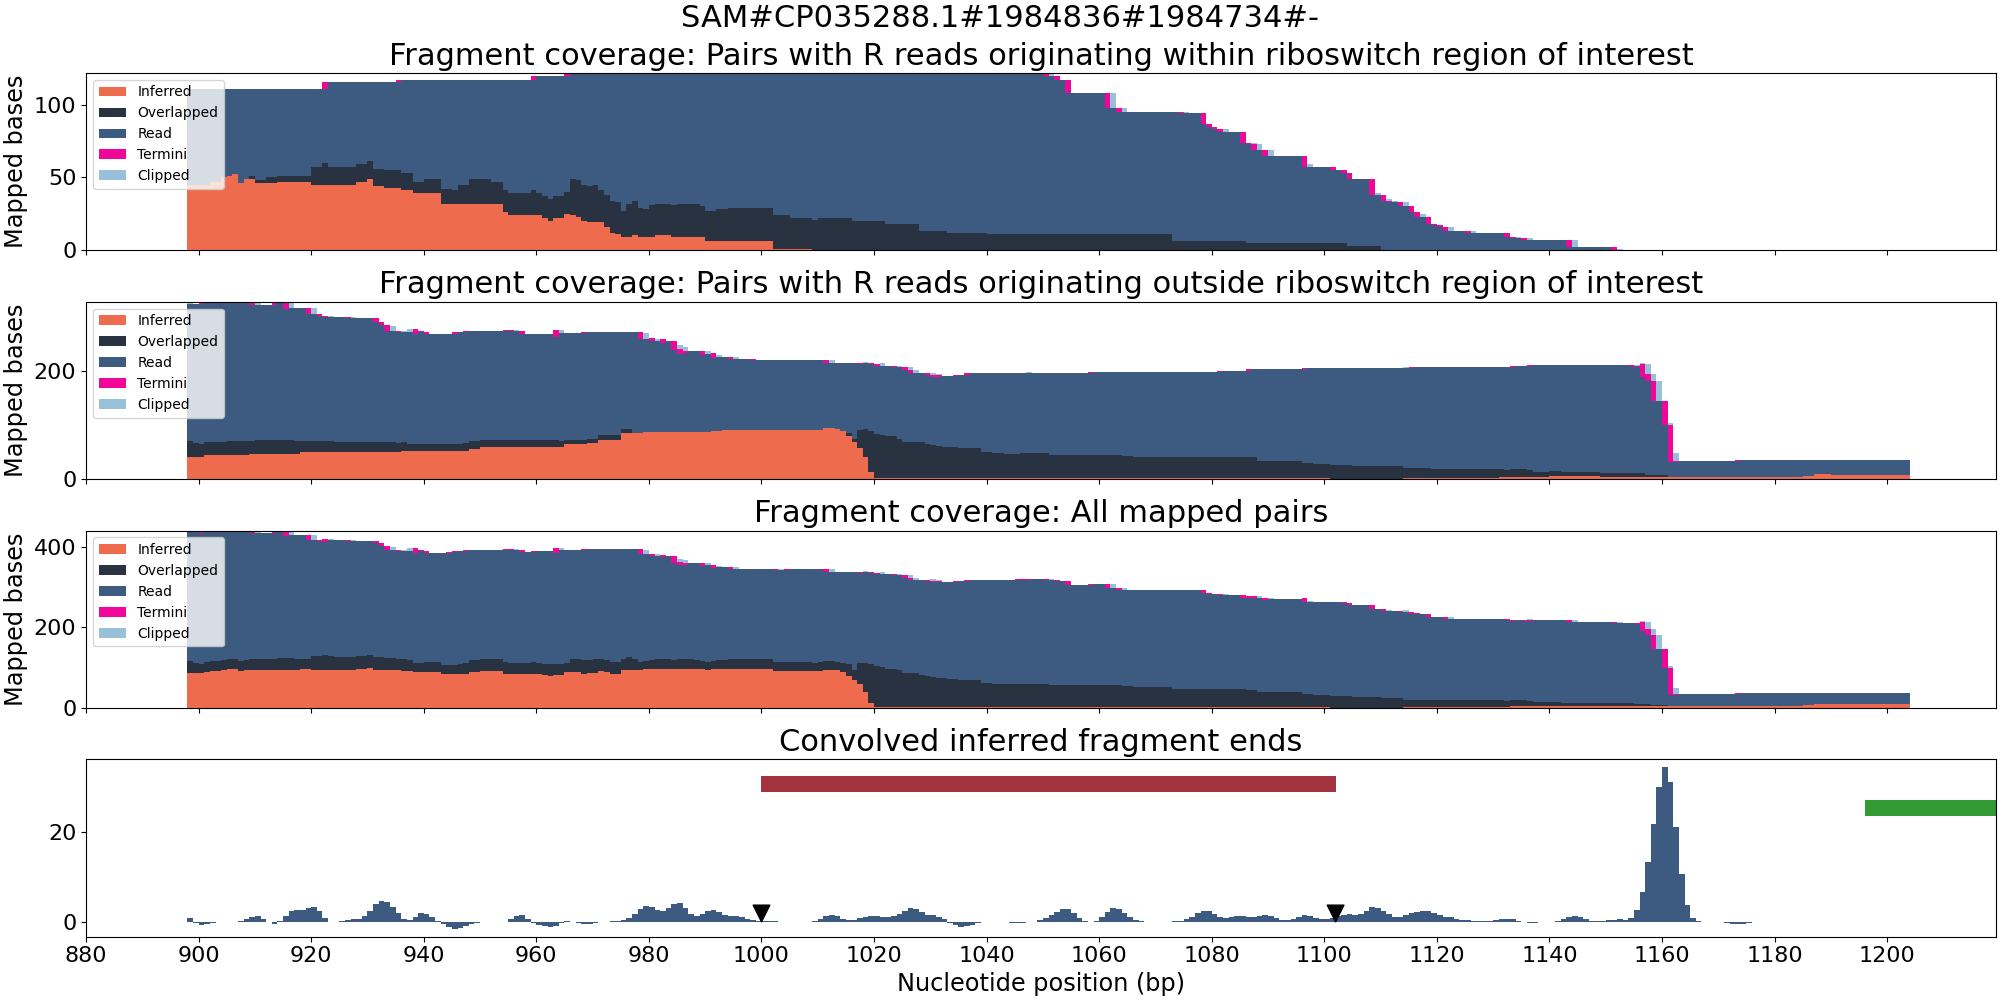 SAM#CP035288.1#1984836#1984734#-
Fragment coverage: Pairs with R reads originating within riboswitch region of interest
Mapped bases
100
50
0
Inferred
Overlapped
Read
Termini
Clipped
Fragment coverage: Pairs with R reads originating outside riboswitch region of interest
Mapped bases
200
0
Inferred
Overlapped
Read
Termini
Clipped
Fragment coverage: All mapped pairs
Mapped bases
400
200
0
Inferred
Overlapped
Read
Termini
Clipped
Convolved inferred fragment ends
20
0
880 900 920 940 960 980 1000 1020 1040 1060 1080 1100 1120 1140 1160 1180 1200
Nucleotide position (bp)